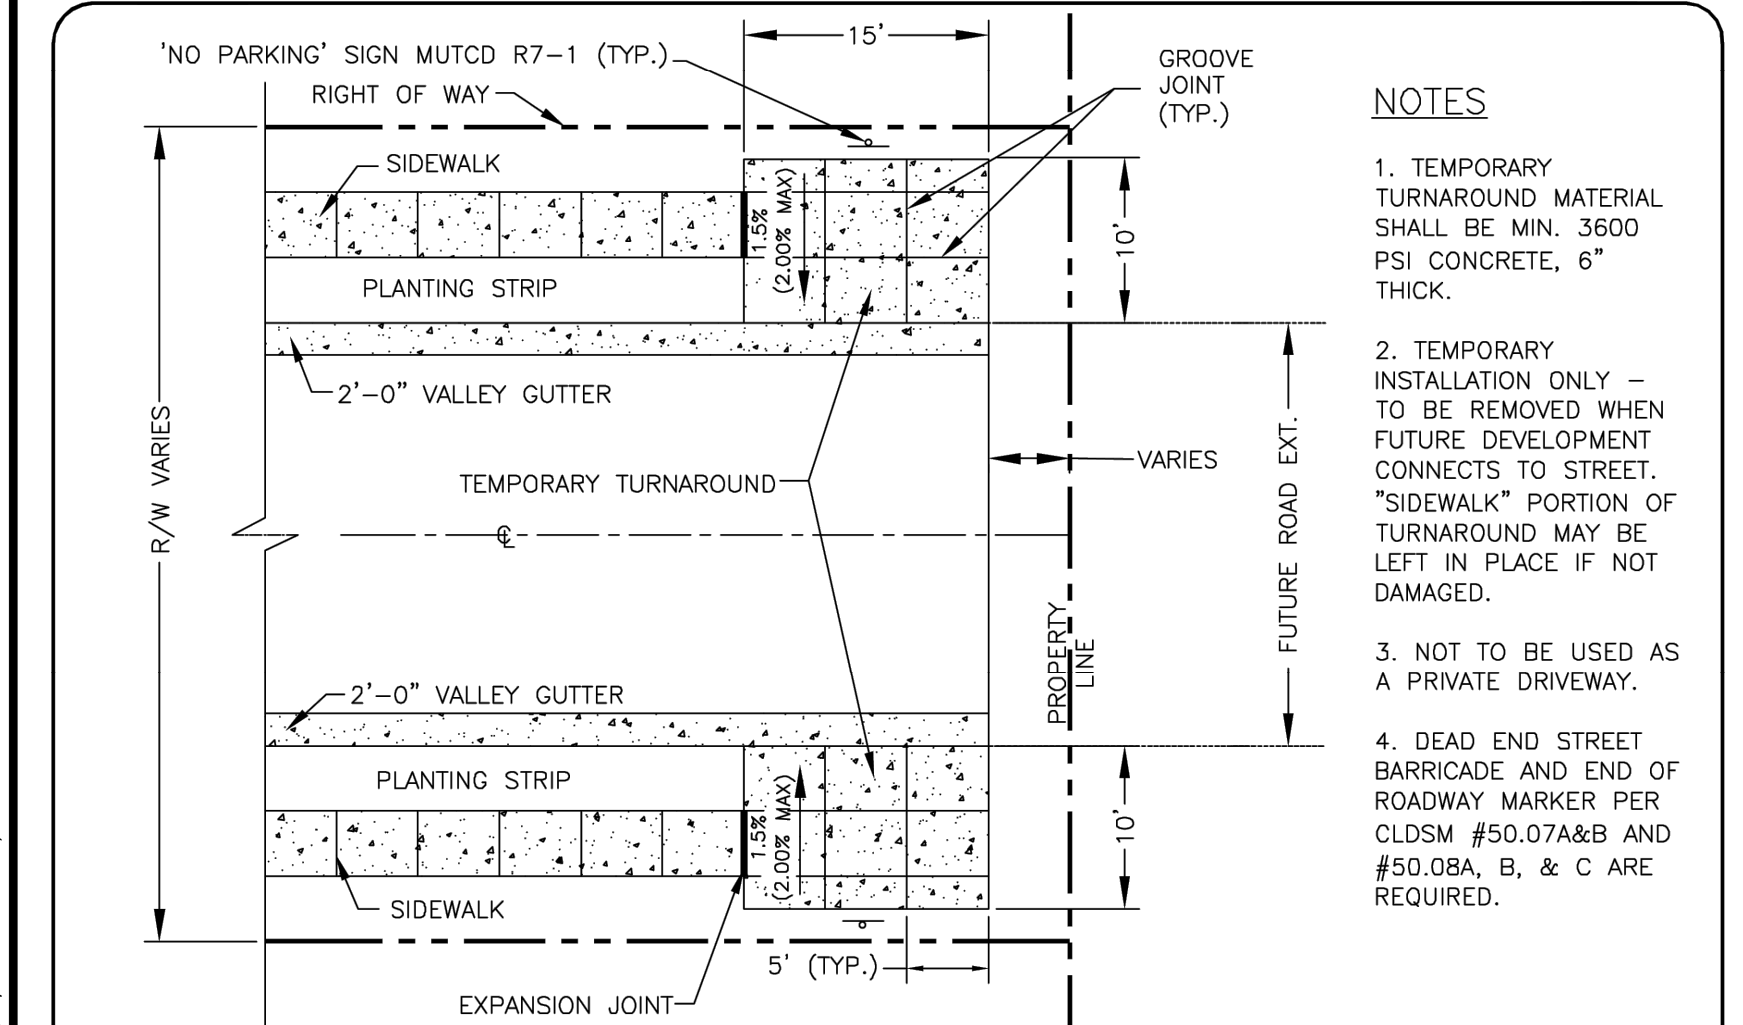 15'
'NO PARKING' SIGN MUTCD R7-1 (TYP.)
RIGHT OF WAY
GROOVE
JOINT
(TYP.)
SIDEWALK
1.5%
(2.00% MAX)
10'
PLANTING STRIP
2'-0" VALLEY GUTTER
R/W VARIES
TEMPORARY TURNAROUND
VARIES
FUTURE ROAD EXT.
℄
PROPERTY
LINE
2'-0" VALLEY GUTTER
PLANTING STRIP
1.5%
(2.00% MAX)
10'
SIDEWALK
5' (TYP.)
EXPANSION JOINT
NOTES
1. TEMPORARY
TURNAROUND MATERIAL
SHALL BE MIN. 3600
PSI CONCRETE, 6"
THICK.
2. TEMPORARY
INSTALLATION ONLY –
TO BE REMOVED WHEN
FUTURE DEVELOPMENT
CONNECTS TO STREET.
"SIDEWALK" PORTION OF
TURNAROUND MAY BE
LEFT IN PLACE IF NOT
DAMAGED.
3. NOT TO BE USED AS
A PRIVATE DRIVEWAY.
4. DEAD END STREET
BARRICADE AND END OF
ROADWAY MARKER PER
CLDSM #50.07A&B AND
#50.08A, B, & C ARE
REQUIRED.